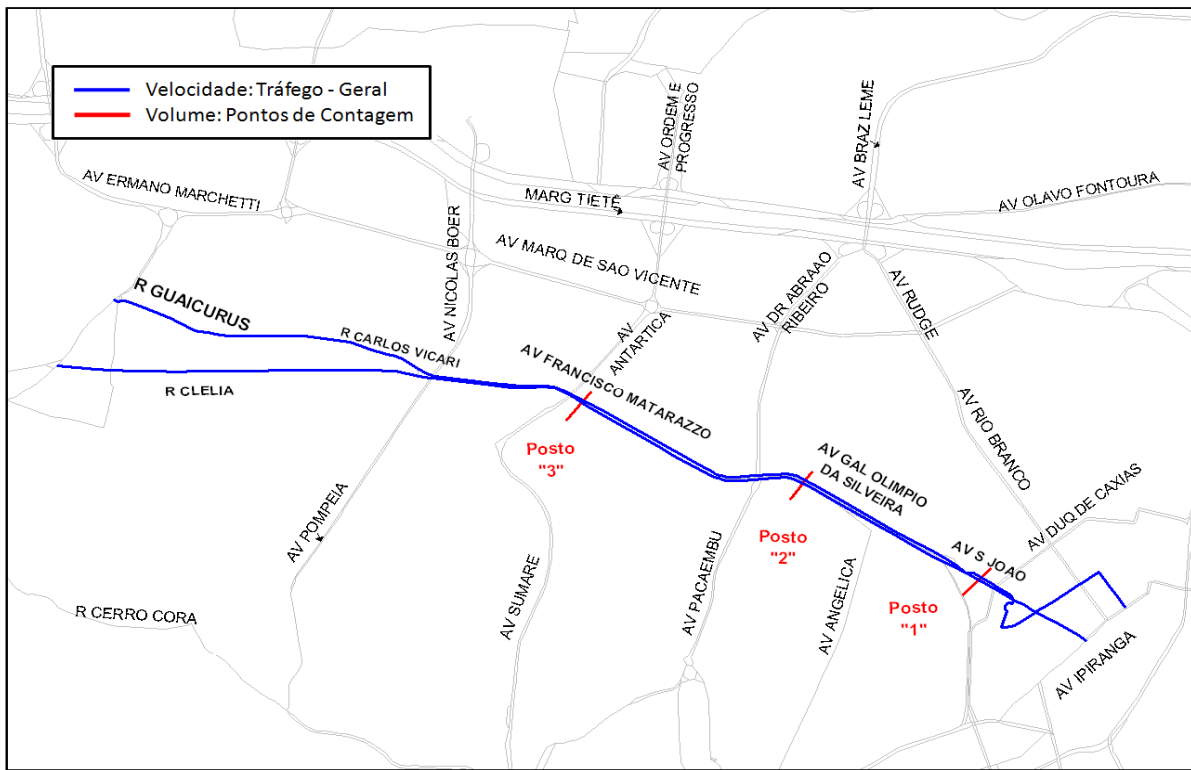 Velocidade: Tráfego - Geral
Volume: Pontos de Contagem
AV ORDEM E
PROGRESSO
AV BRAZ LEME
AV ERMANO MARCHETTI
MARG TIETÊ
AV OLAVO FONTOURA
AV NICOLAS BOER
AV MARQ DE SAO VICENTE
AV DR ABRAAO
RIBEIRO
AV RUDGE
R GUAICURUS
R CARLOS VICARI
AV
ANTARTICA
R CLELIA
AV FRANCISCO MATARAZZO
AV RIO BRANCO
Posto
"3"
AV GAL OLIMPIO
DA SILVEIRA
AV DUQ DE CAXIAS
AV POMPEIA
Posto
"2"
AV S JOAO
R CERRO CORA
AV SUMARE
AV PACAEMBU
AV ANGELICA
Posto
"1"
AV IPIRANGA